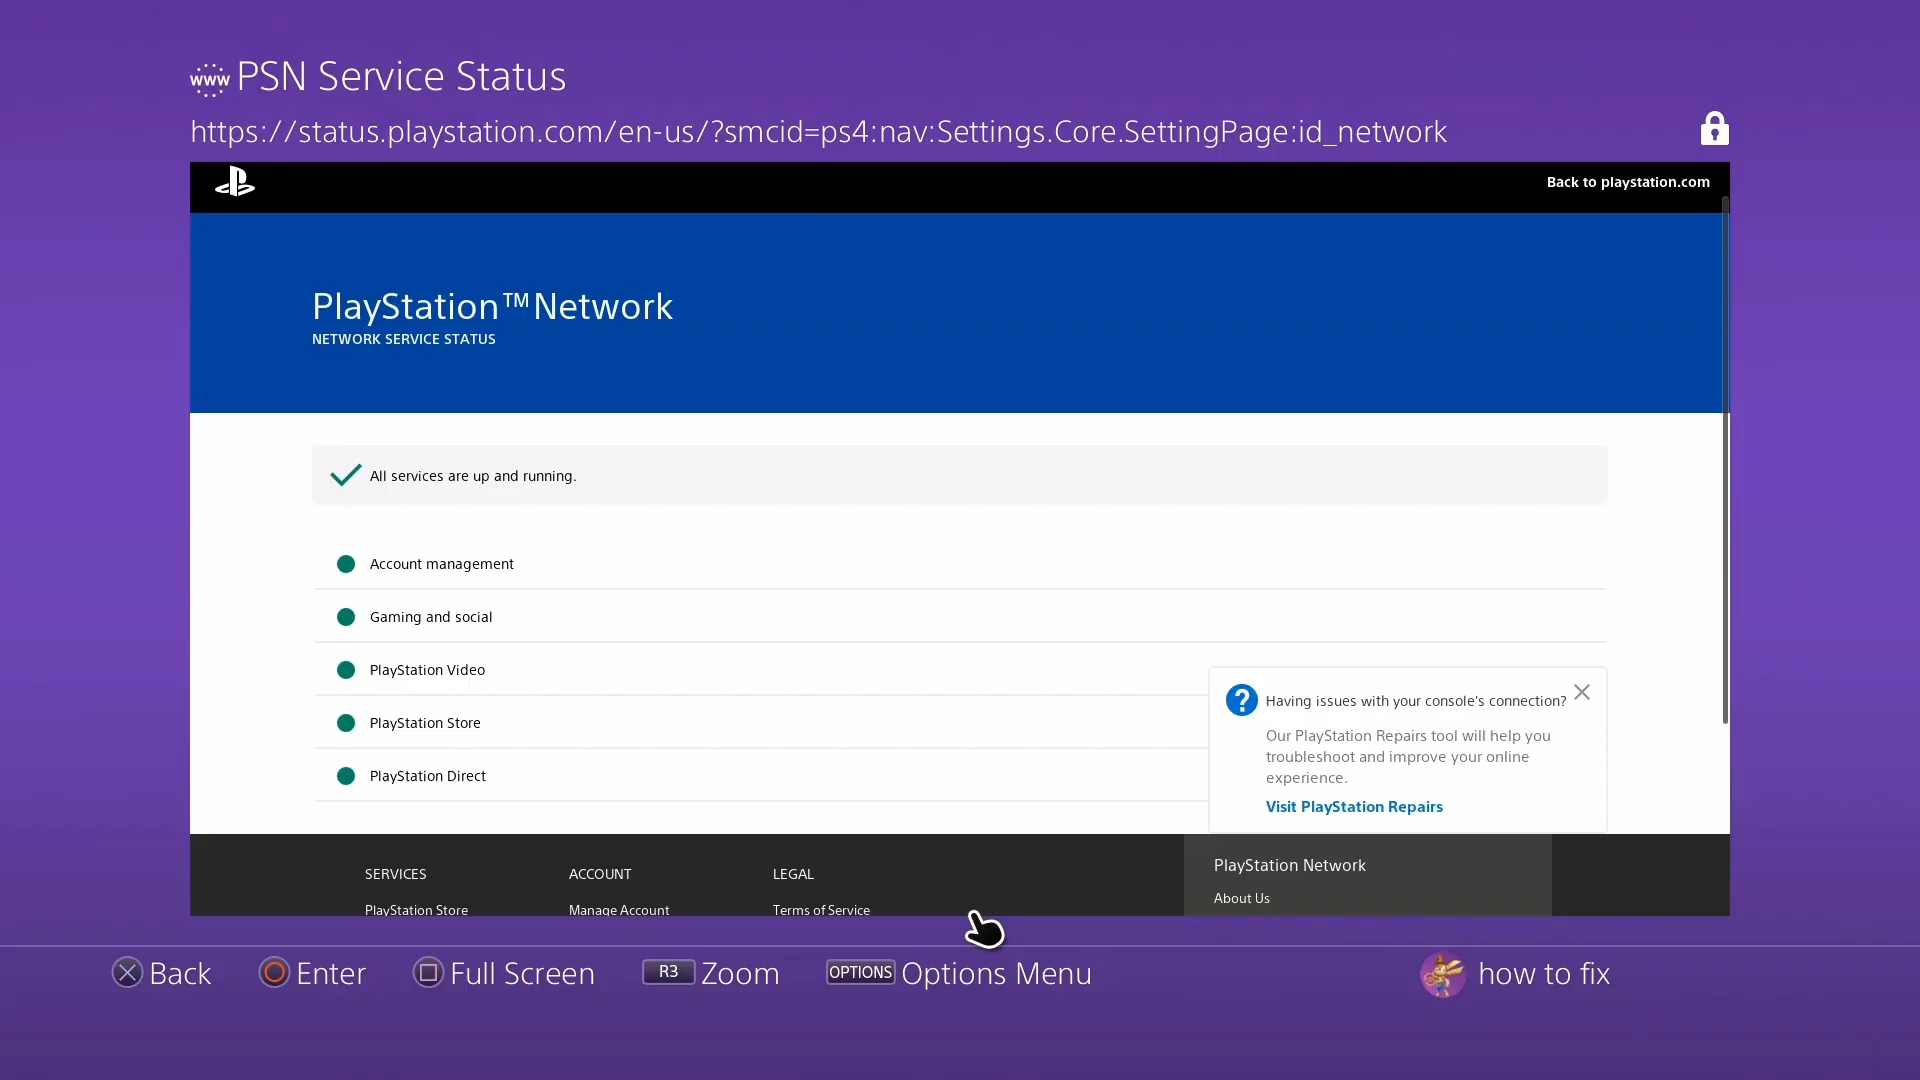 www PSN Service Status
https://status.playstation.com/en-us/?smcid=ps4:nav:Settings.Core.SettingPage:id_network
Back to playstation.com
PlayStation™Network
NETWORK SERVICE STATUS
All services are up and running.
Account management
Gaming and social
PlayStation Video
PlayStation Store
PlayStation Direct
? Having issues with your console's connection?
Our PlayStation Repairs tool will help you
troubleshoot and improve your online
experience.
Visit PlayStation Repairs
SERVICES ACCOUNT LEGAL
PlayStation Store Manage Account Terms of Service
PlayStation Network
About Us
Back Enter Full Screen R3 Zoom OPTIONS Options Menu how to fix